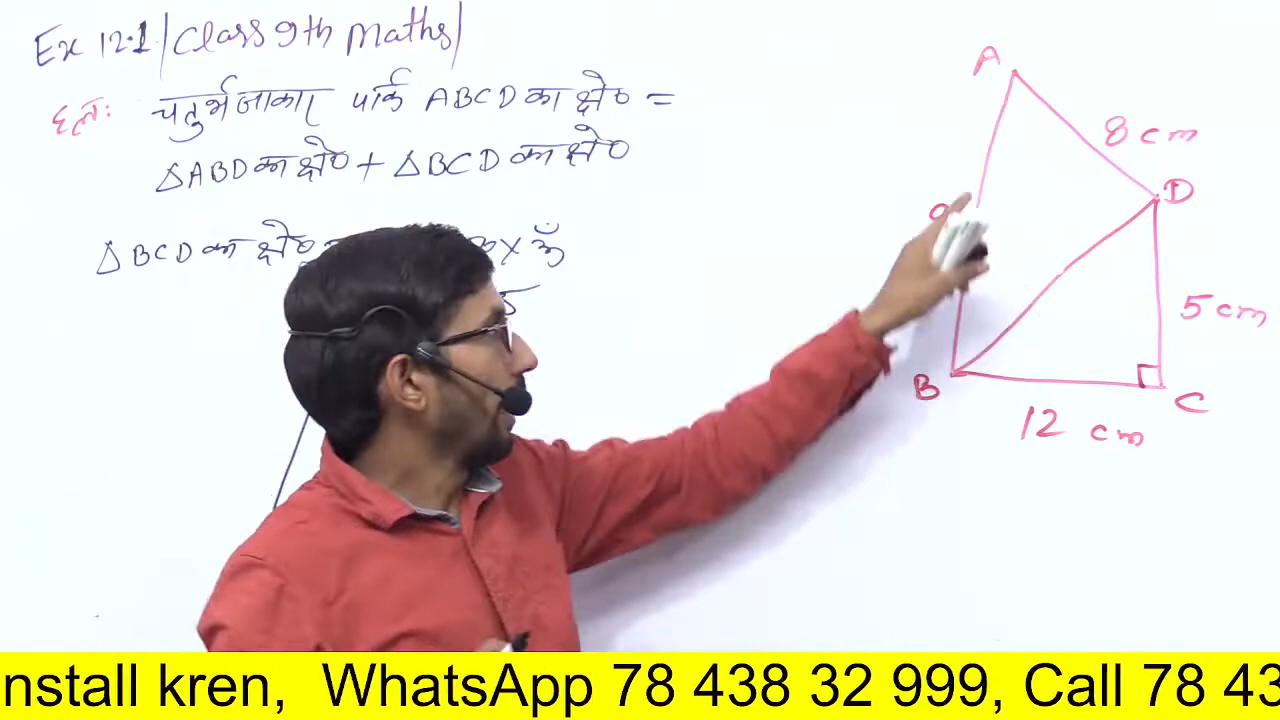 Ex 12.1 | Class 9th Maths |
हल: चतुर्भुजाकार पार्क ABCD का क्षे० =
△ABD का क्षे० + △BCD का क्षे०
△BCD का क्षे०
A
8 cm
D
5 cm
B
12 cm
C
nstall kren, WhatsApp 78 438 32 999, Call 78 43